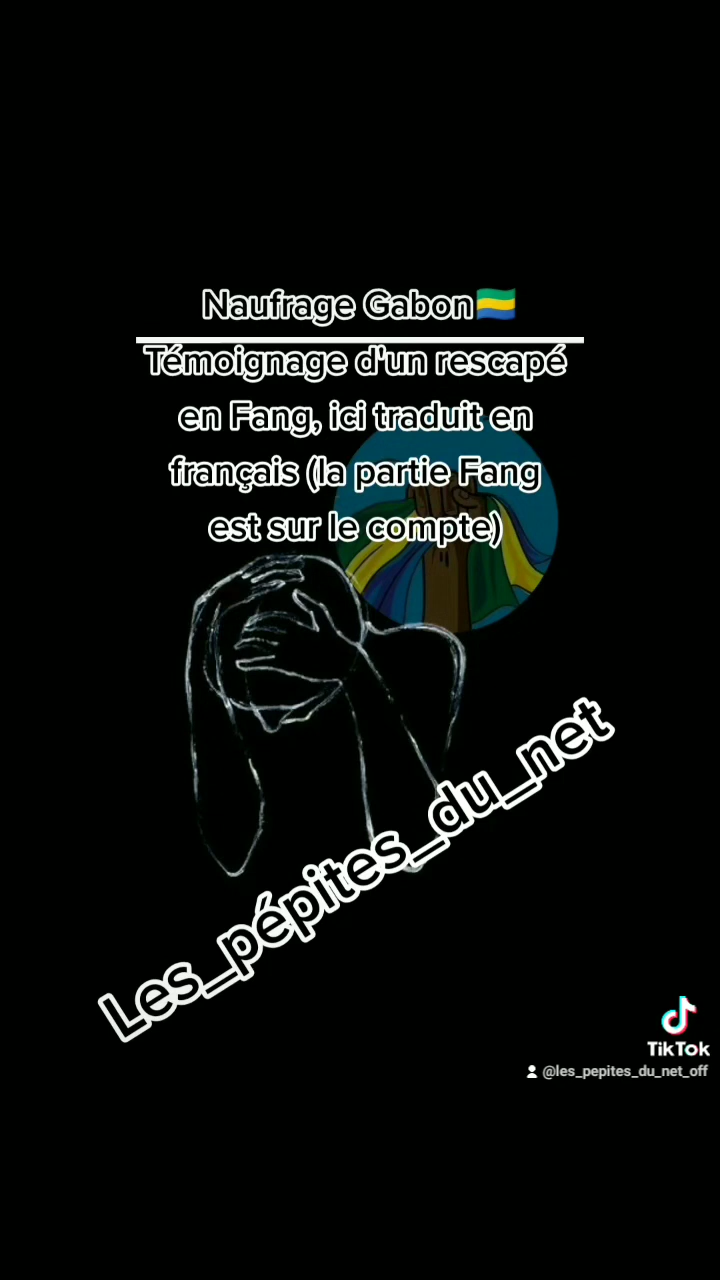 Naufrage Gabon🇬🇦
Témoignage d'un rescapé
en Fang, ici traduit en
français (la partie Fang
est sur le compte)
Les_pépites_du_net
TikTok
@les_pepites_du_net_off